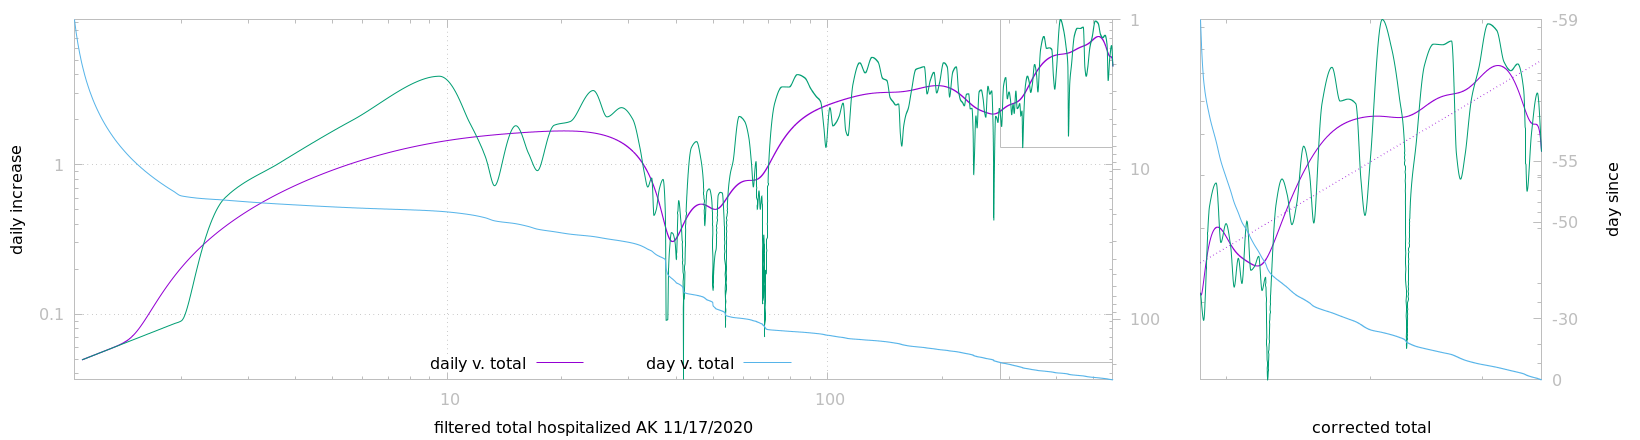 daily increase
1
0.1
10
100
daily v. total
day v. total
filtered total hospitalized AK 11/17/2020
1
10
100
-59
-55
-50
-30
0
day since
corrected total